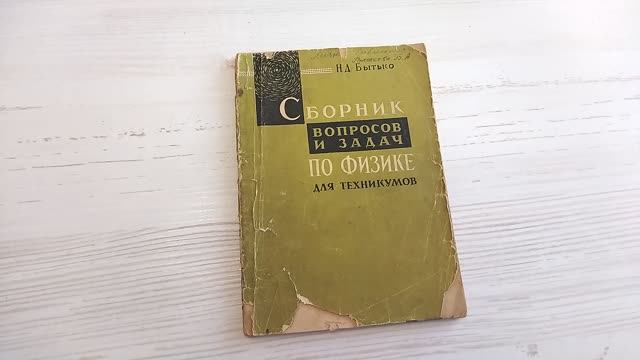 Н.Д. Бытько
Сборник
вопросов
и задач
по физике
для техникумов